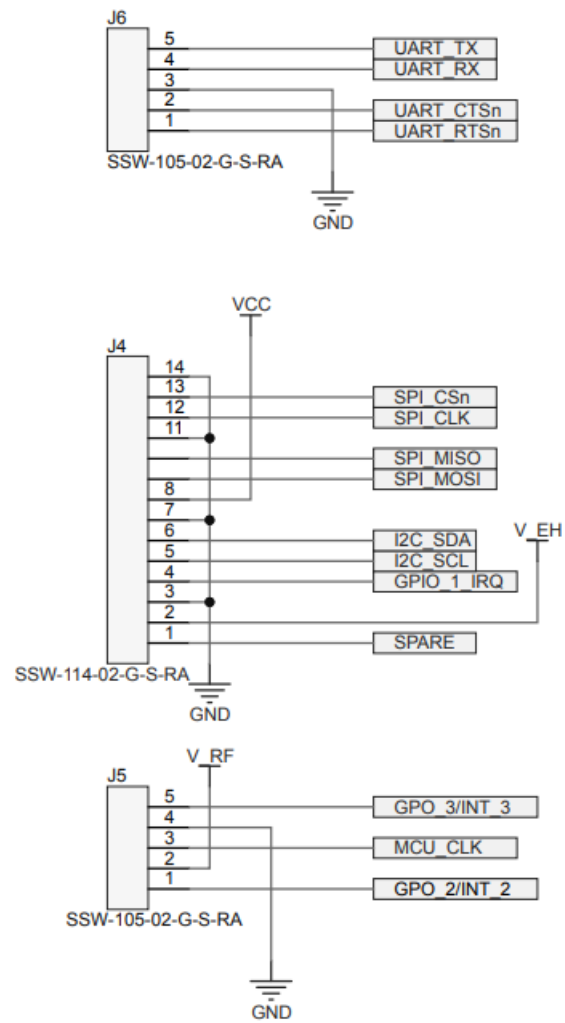 J6
5 UART_TX
4 UART_RX
3
2 UART_CTSn
1 UART_RTSn
SSW-105-02-G-S-RA
GND
VCC
J4
14
13 SPI_CSn
12 SPI_CLK
11
SPI_MISO
SPI_MOSI
8
7
V_EH
6 I2C_SDA
5 I2C_SCL
4 GPIO_1_IRQ
3
2
1 SPARE
SSW-114-02-G-S-RA
GND
V_RF
J5
5 GPO_3/INT_3
4
3 MCU_CLK
2
1 GPO_2/INT_2
SSW-105-02-G-S-RA
GND